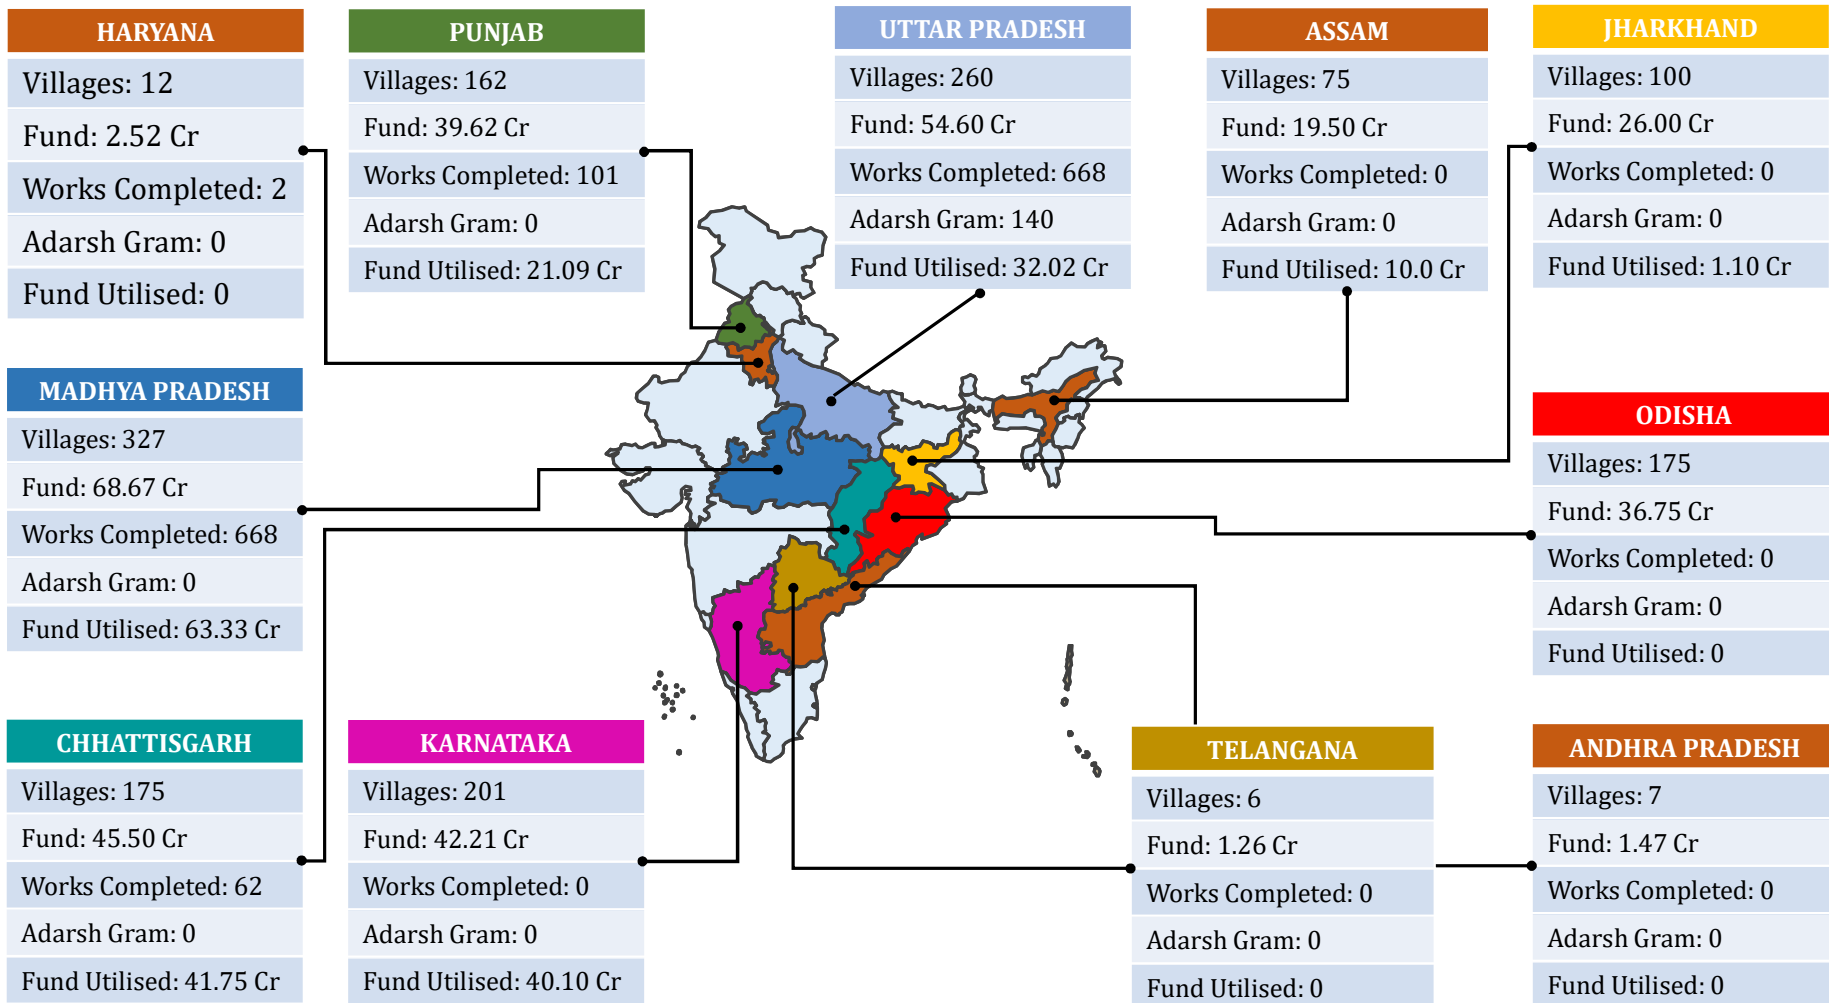 HARYANA
Villages: 12
Fund: 2.52 Cr
Works Completed: 2
Adarsh Gram: 0
Fund Utilised: 0
PUNJAB
Villages: 162
Fund: 39.62 Cr
Works Completed: 101
Adarsh Gram: 0
Fund Utilised: 21.09 Cr
UTTAR PRADESH
Villages: 260
Fund: 54.60 Cr
Works Completed: 668
Adarsh Gram: 140
Fund Utilised: 32.02 Cr
ASSAM
Villages: 75
Fund: 19.50 Cr
Works Completed: 0
Adarsh Gram: 0
Fund Utilised: 10.0 Cr
JHARKHAND
Villages: 100
Fund: 26.00 Cr
Works Completed: 0
Adarsh Gram: 0
Fund Utilised: 1.10 Cr
MADHYA PRADESH
Villages: 327
Fund: 68.67 Cr
Works Completed: 668
Adarsh Gram: 0
Fund Utilised: 63.33 Cr
ODISHA
Villages: 175
Fund: 36.75 Cr
Works Completed: 0
Adarsh Gram: 0
Fund Utilised: 0
CHHATTISGARH
Villages: 175
Fund: 45.50 Cr
Works Completed: 62
Adarsh Gram: 0
Fund Utilised: 41.75 Cr
KARNATAKA
Villages: 201
Fund: 42.21 Cr
Works Completed: 0
Adarsh Gram: 0
Fund Utilised: 40.10 Cr
TELANGANA
Villages: 6
Fund: 1.26 Cr
Works Completed: 0
Adarsh Gram: 0
Fund Utilised: 0
ANDHRA PRADESH
Villages: 7
Fund: 1.47 Cr
Works Completed: 0
Adarsh Gram: 0
Fund Utilised: 0